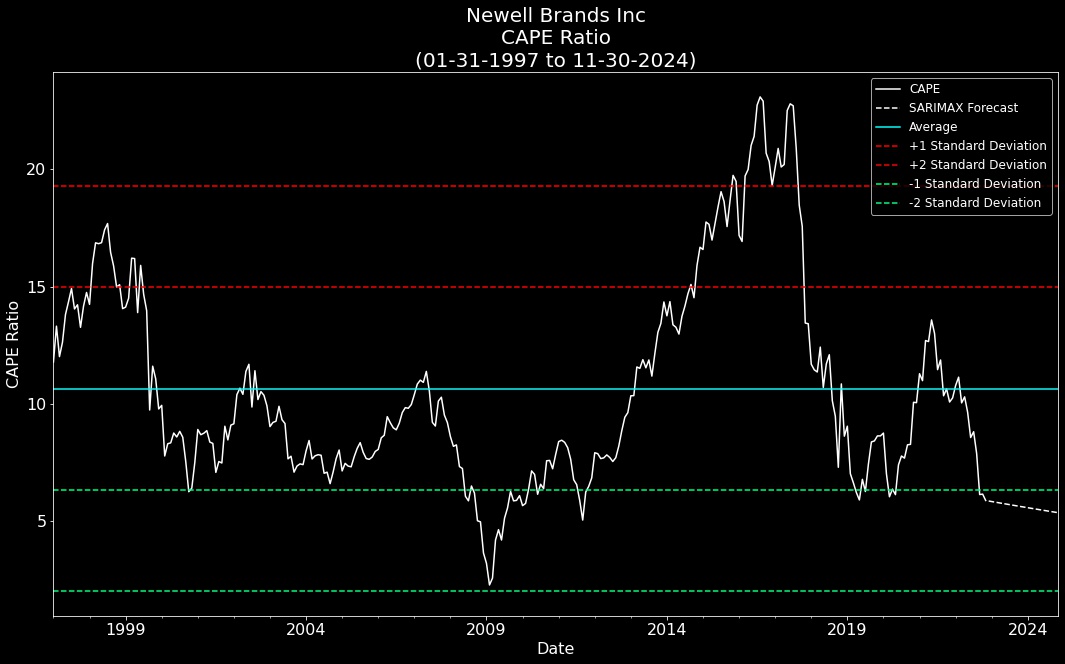 Newell Brands Inc
CAPE Ratio
(01-31-1997 to 11-30-2024)
CAPE
SARIMAX Forecast
Average
+1 Standard Deviation
+2 Standard Deviation
-1 Standard Deviation
-2 Standard Deviation
20
15
10
5
CAPE Ratio
1999 2004 2009 2014 2019 2024
Date